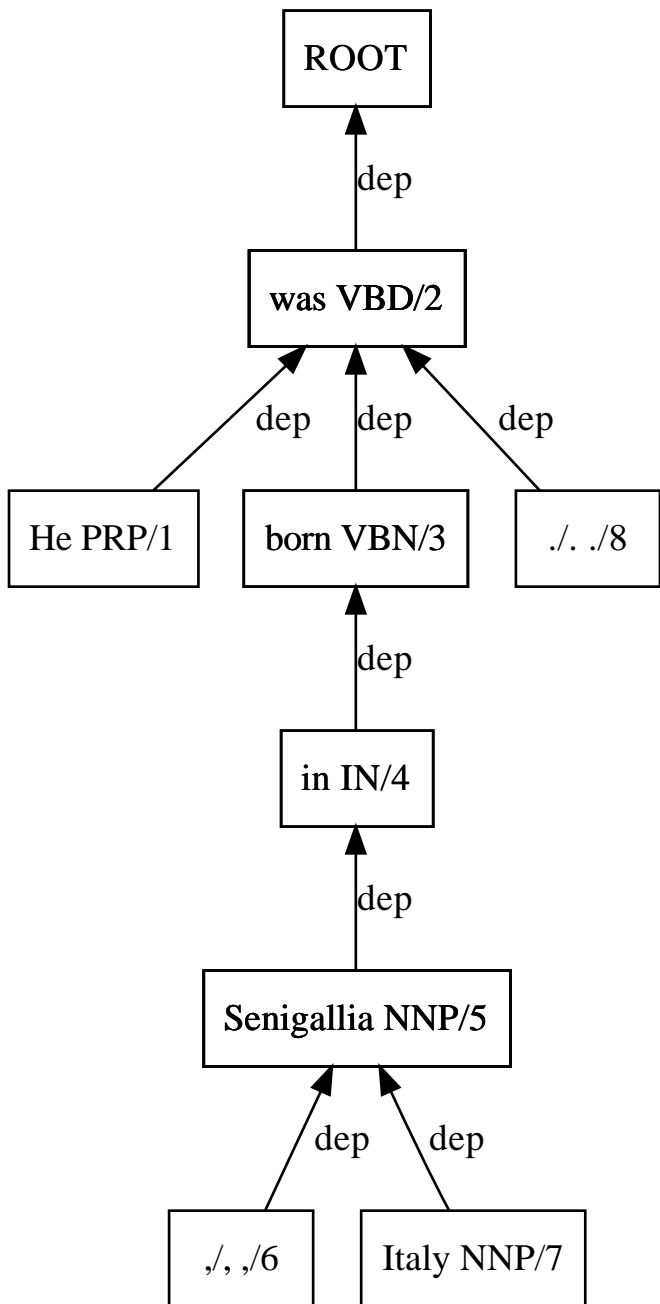 ROOT
dep
was VBD/2
dep dep dep
He PRP/1 born VBN/3 ./. ./8
dep
in IN/4
dep
Senigallia NNP/5
dep dep
,/, ,/6 Italy NNP/7